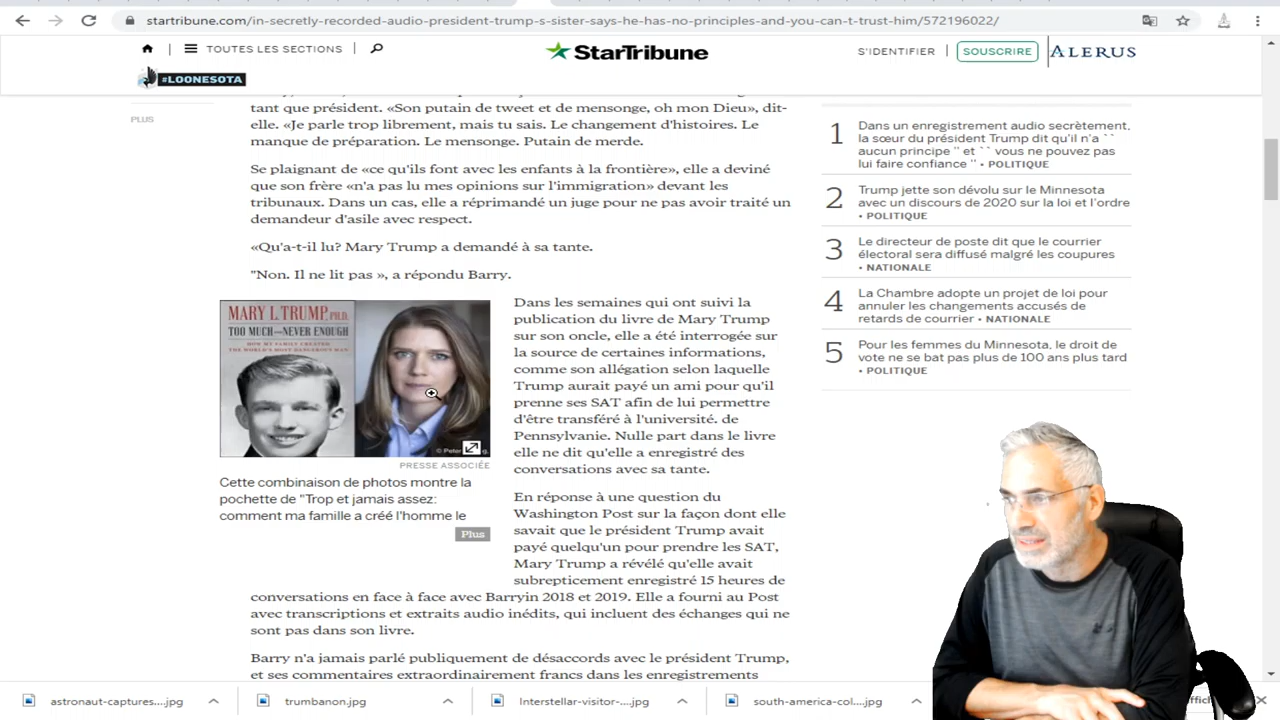 startribune.com/in-secretly-recorded-audio-president-trump-s-sister-says-he-has-no-principles-and-you-can-t-trust-him/572196022/
TOUTES LES SECTIONS
StarTribune
S'IDENTIFIER
SOUSCRIRE
ALERUS
#LOONESOTA
PLUS
tant que président. «Son putain de tweet et de mensonge, oh mon Dieu», dit-
elle. «Je parle trop librement, mais tu sais. Le changement d'histoires. Le
manque de préparation. Le mensonge. Putain de merde.
Se plaignant de «ce qu'ils font avec les enfants à la frontière», elle a deviné
que son frère «n'a pas lu mes opinions sur l'immigration» devant les
tribunaux. Dans un cas, elle a réprimandé un juge pour ne pas avoir traité un
demandeur d'asile avec respect.
«Qu'a-t-il lu? Mary Trump a demandé à sa tante.
"Non. Il ne lit pas », a répondu Barry.
MARY L. TRUMP, PH.D.
TOO MUCH—NEVER ENOUGH
HOW MY FAMILY CREATED
THE WORLD'S MOST DANGEROUS MAN
© Peter
PRESSE ASSOCIÉE
Cette combinaison de photos montre la
pochette de "Trop et jamais assez:
comment ma famille a créé l'homme le
Plus
Dans les semaines qui ont suivi la
publication du livre de Mary Trump
sur son oncle, elle a été interrogée sur
la source de certaines informations,
comme son allégation selon laquelle
Trump aurait payé un ami pour qu'il
prenne ses SAT afin de lui permettre
d'être transféré à l'université. de
Pennsylvanie. Nulle part dans le livre
elle ne dit qu'elle a enregistré des
conversations avec sa tante.
En réponse à une question du
Washington Post sur la façon dont elle
savait que le président Trump avait
payé quelqu'un pour prendre les SAT,
Mary Trump a révélé qu'elle avait
subrepticement enregistré 15 heures de
conversations en face à face avec Barryin 2018 et 2019. Elle a fourni au Post
avec transcriptions et extraits audio inédits, qui incluent des échanges qui ne
sont pas dans son livre.
Barry n'a jamais parlé publiquement de désaccords avec le président Trump,
et ses commentaires extraordinairement francs dans les enregistrements
1
Dans un enregistrement audio secrètement,
la sœur du président Trump dit qu'il n'a ``
aucun principe '' et `` vous ne pouvez pas
lui faire confiance '' • POLITIQUE
2
Trump jette son dévolu sur le Minnesota
avec un discours de 2020 sur la loi et l'ordre
• POLITIQUE
3
Le directeur de poste dit que le courrier
électoral sera diffusé malgré les coupures
• NATIONALE
4
La Chambre adopte un projet de loi pour
annuler les changements accusés de
retards de courrier • NATIONALE
5
Pour les femmes du Minnesota, le droit de
vote ne se bat pas plus de 100 ans plus tard
• POLITIQUE
astronaut-captures....jpg
trumbanon.jpg
Interstellar-visitor-....jpg
south-america-col....jpg